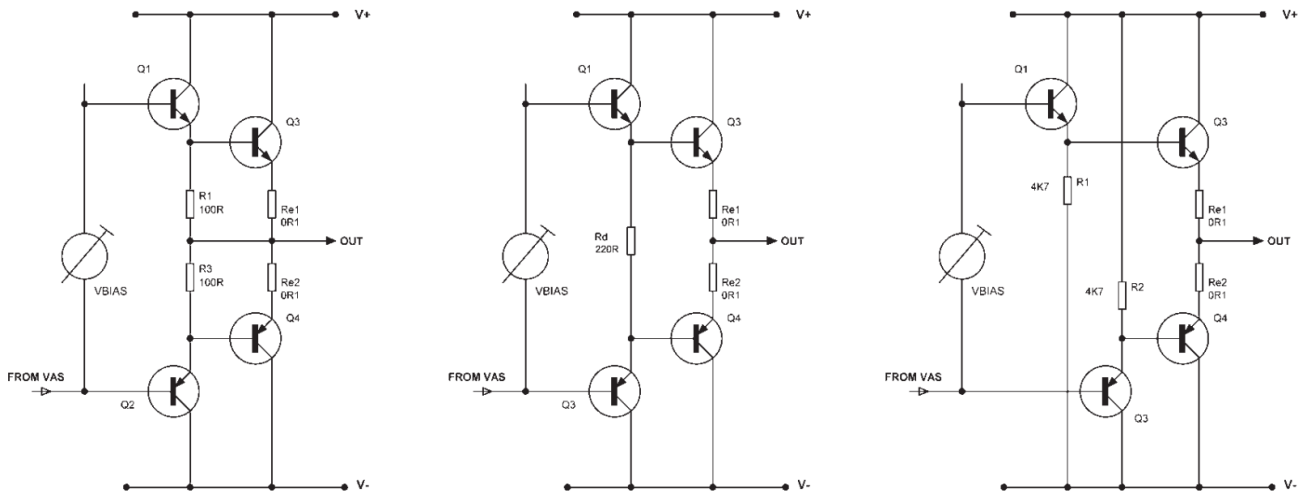 V+
Q1
Q3
R1
100R
Re1
0R1
OUT
R3
100R
Re2
0R1
VBIAS
Q4
FROM VAS
Q2
V-
V+
Q1
Q3
Re1
0R1
Rd
220R
OUT
Re2
0R1
VBIAS
Q4
FROM VAS
Q3
V-
V+
Q1
Q3
4K7
R1
Re1
0R1
OUT
Re2
0R1
4K7
R2
VBIAS
Q4
FROM VAS
Q3
V-